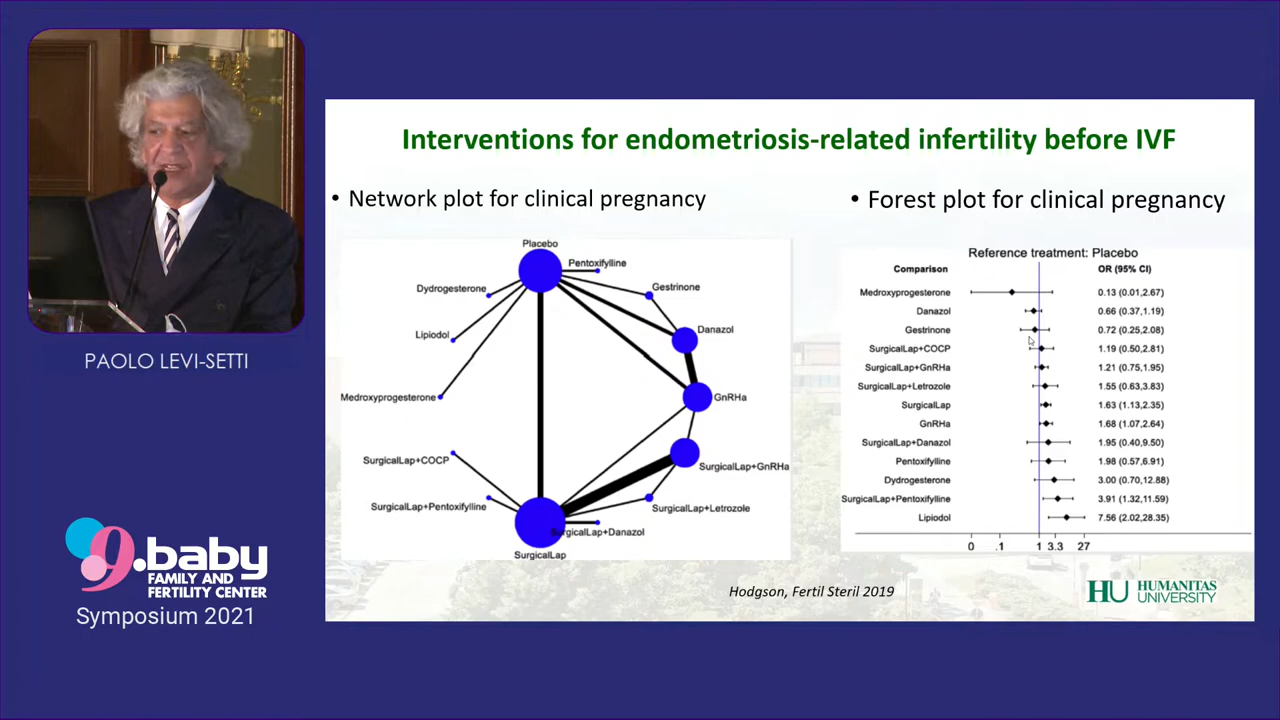 PAOLO LEVI-SETTI
9.baby
FAMILY AND
FERTILITY CENTER
Symposium 2021
Interventions for endometriosis-related infertility before IVF
• Network plot for clinical pregnancy
Placebo
Pentoxifylline
Dydrogesterone
Gestrinone
Lipiodol
Danazol
Medroxyprogesterone
GnRHa
SurgicalLap+COCP
SurgicalLap+GnRHa
SurgicalLap+Pentoxifylline
SurgicalLap+Letrozole
SurgicalLap+Danazol
SurgicalLap
• Forest plot for clinical pregnancy
Reference treatment: Placebo
Comparison OR (95% CI)
Medroxyprogesterone 0.13 (0.01,2.67)
Danazol 0.66 (0.37,1.19)
Gestrinone 0.72 (0.25,2.08)
SurgicalLap+COCP 1.19 (0.50,2.81)
SurgicalLap+GnRHa 1.21 (0.75,1.95)
SurgicalLap+Letrozole 1.55 (0.63,3.83)
SurgicalLap 1.63 (1.13,2.35)
GnRHa 1.68 (1.07,2.64)
SurgicalLap+Danazol 1.95 (0.40,9.50)
Pentoxifylline 1.98 (0.57,6.91)
Dydrogesterone 3.00 (0.70,12.88)
SurgicalLap+Pentoxifylline 3.91 (1.32,11.59)
Lipiodol 7.56 (2.02,28.35)
0 .1 1 3.3 27
Hodgson, Fertil Steril 2019
HU HUMANITAS
UNIVERSITY